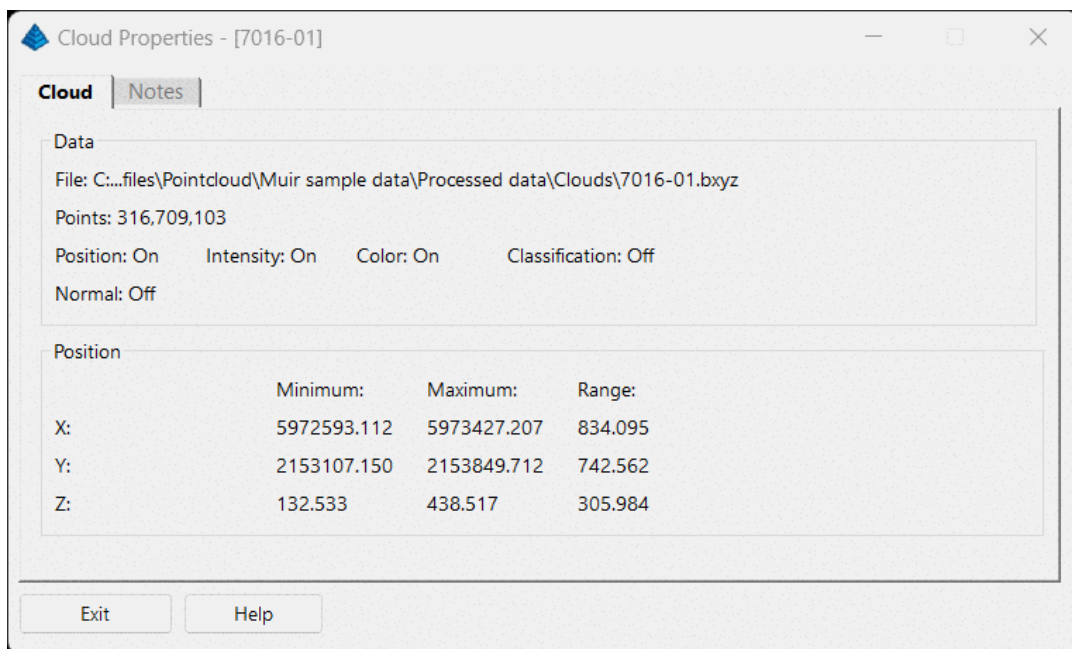 Cloud Properties - [7016-01]
Cloud Notes
Data
File: C:...files\Pointcloud\Muir sample data\Processed data\Clouds\7016-01.bxyz
Points: 316,709,103
Position: On Intensity: On Color: On Classification: Off
Normal: Off
Position
Minimum: Maximum: Range:
X: 5972593.112 5973427.207 834.095
Y: 2153107.150 2153849.712 742.562
Z: 132.533 438.517 305.984
Exit Help